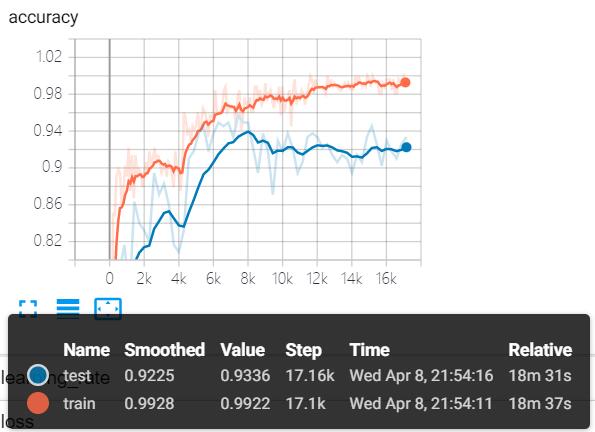 accuracy
1.02
0.98
0.94
0.9
0.86
0.82
0 2k 4k 6k 8k 10k 12k 14k 16k
Name Smoothed Value Step Time Relative
test 0.9225 0.9336 17.16k Wed Apr 8, 21:54:16 18m 31s
train 0.9928 0.9922 17.1k Wed Apr 8, 21:54:11 18m 37s
loss